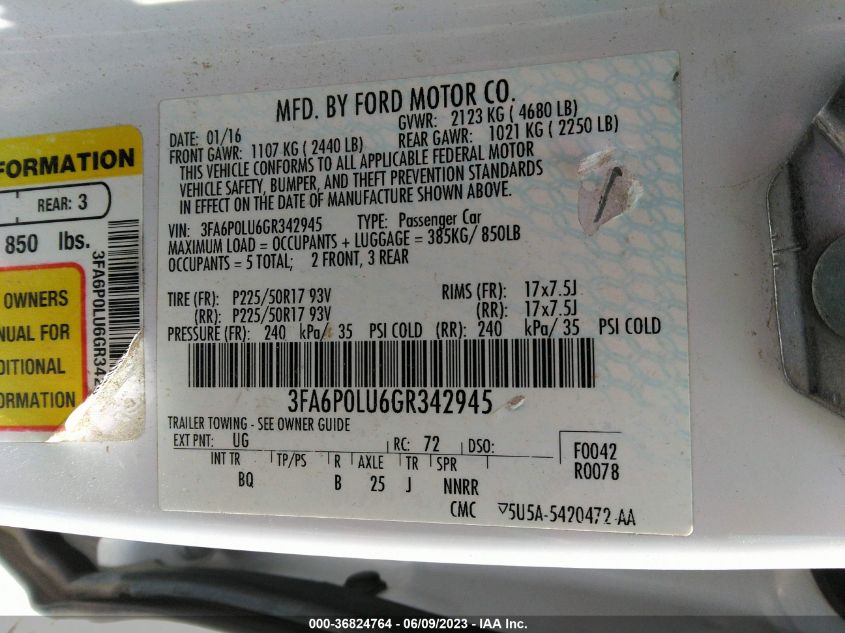 FORMATION
REAR: 3
850 lbs.
OWNERS
NUAL FOR
DITIONAL
ORMATION
3FA6P0LU6GR342
MFD. BY FORD MOTOR CO.
DATE: 01/16 GVWR: 2123 KG ( 4680 LB)
FRONT GAWR: 1107 KG ( 2440 LB) REAR GAWR: 1021 KG ( 2250 LB)
THIS VEHICLE CONFORMS TO ALL APPLICABLE FEDERAL MOTOR
VEHICLE SAFETY, BUMPER, AND THEFT PREVENTION STANDARDS
IN EFFECT ON THE DATE OF MANUFACTURE SHOWN ABOVE.
VIN: 3FA6P0LU6GR342945 TYPE: Passenger Car
MAXIMUM LOAD = OCCUPANTS + LUGGAGE = 385KG/ 850LB
OCCUPANTS = 5 TOTAL; 2 FRONT, 3 REAR
TIRE (FR): P225/50R17 93V RIMS (FR): 17x7.5J
(RR): P225/50R17 93V (RR): 17x7.5J
PRESSURE (FR): 240 kPa/ 35 PSI COLD (RR): 240 kPa/ 35 PSI COLD
3FA6P0LU6GR342945
TRAILER TOWING - SEE OWNER GUIDE
EXT PNT: UG RC: 72 DSO: F0042
R0078
INT TR TP/PS R AXLE TR SPR
BQ B 25 J NNRR
CMC ▽5U5A-5420472-AA
000-36824764 - 06/09/2023 - IAA Inc.